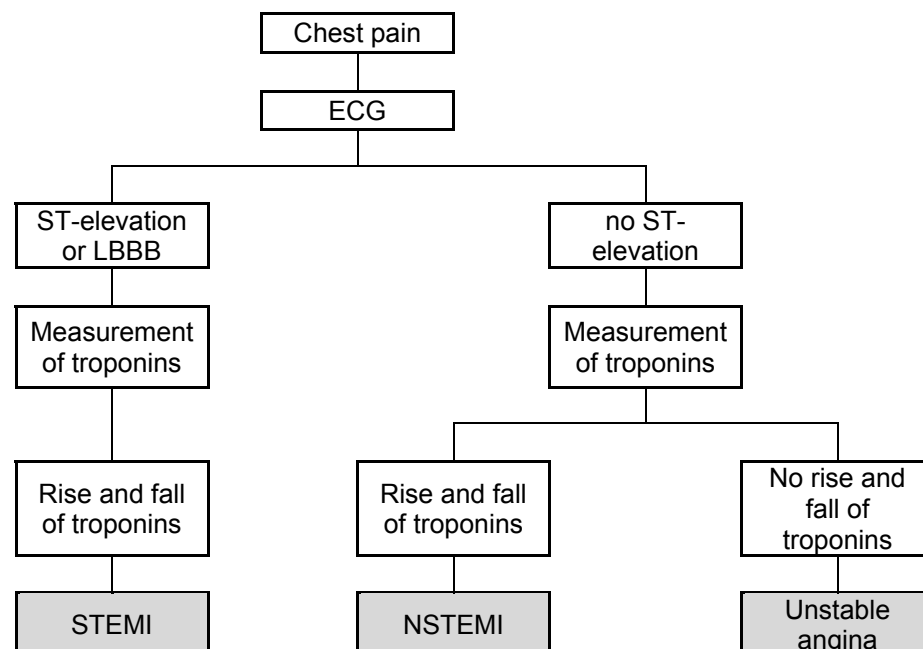 Chest pain
ECG
ST-elevation
or LBBB
no ST-
elevation
Measurement
of troponins
Measurement
of troponins
Rise and fall
of troponins
Rise and fall
of troponins
No rise and
fall of
troponins
STEMI
NSTEMI
Unstable
angina